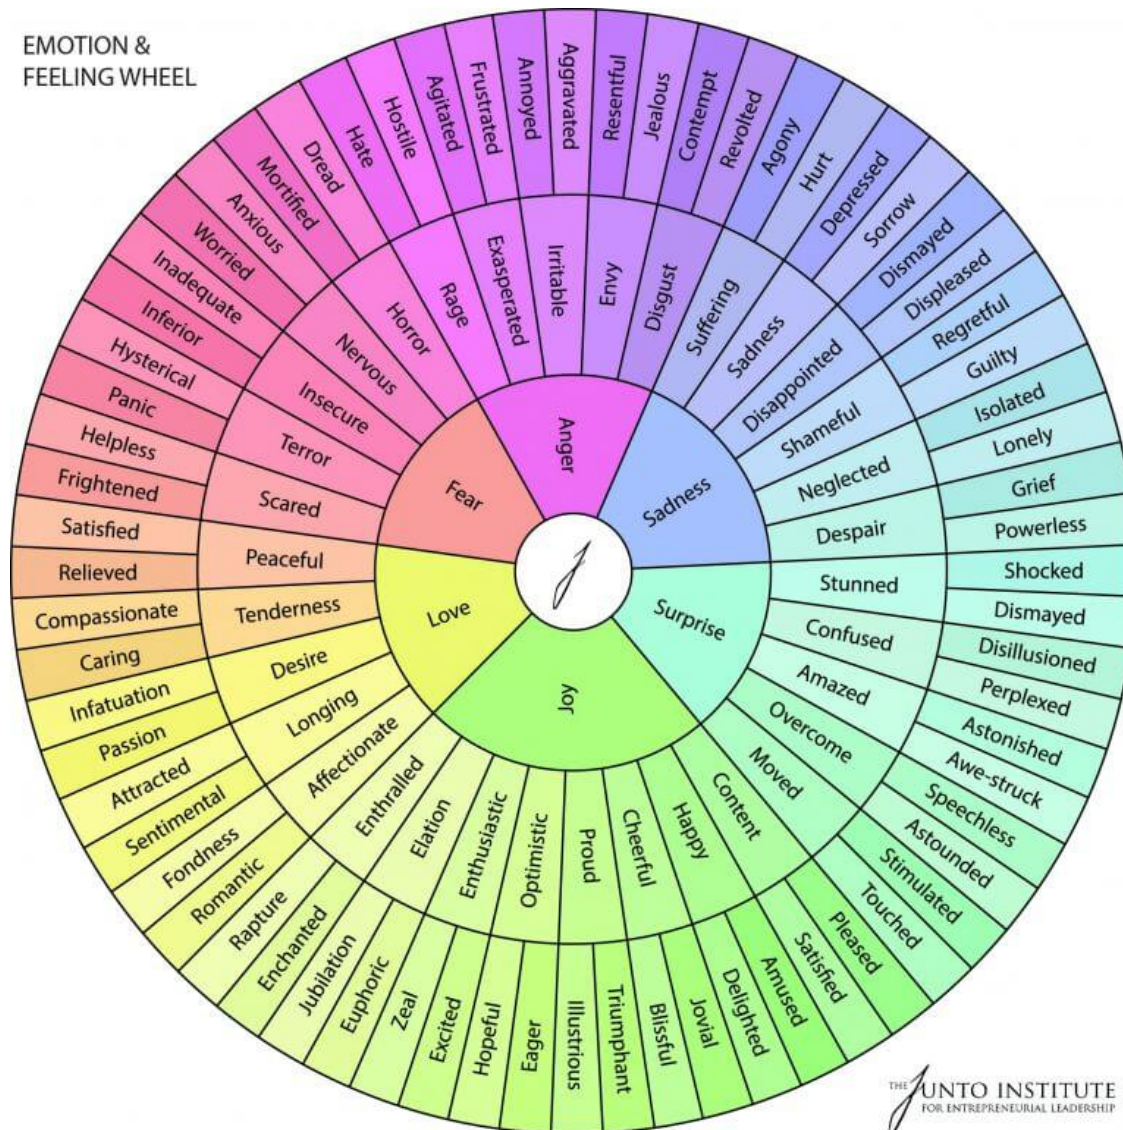 EMOTION &
FEELING WHEEL
Anger
Sadness
Surprise
Joy
Love
Fear
Rage
Exasperated
Irritable
Envy
Disgust
Suffering
Sadness
Disappointed
Shameful
Neglected
Despair
Stunned
Confused
Amazed
Overcome
Moved
Content
Happy
Cheerful
Proud
Optimistic
Enthusiastic
Elation
Enthralled
Affectionate
Longing
Desire
Tenderness
Peaceful
Scared
Terror
Insecure
Nervous
Horror
Hate
Hostile
Agitated
Frustrated
Annoyed
Aggravated
Resentful
Jealous
Contempt
Revolted
Agony
Hurt
Depressed
Sorrow
Dismayed
Displeased
Regretful
Guilty
Isolated
Lonely
Grief
Powerless
Shocked
Dismayed
Disillusioned
Perplexed
Astonished
Awe-struck
Speechless
Astounded
Stimulated
Touched
Pleased
Satisfied
Amused
Delighted
Jovial
Blissful
Triumphant
Illustrious
Eager
Hopeful
Excited
Zeal
Euphoric
Jubilation
Enchanted
Rapture
Romantic
Fondness
Sentimental
Attracted
Passion
Infatuation
Caring
Compassionate
Relieved
Satisfied
Frightened
Helpless
Panic
Hysterical
Inferior
Inadequate
Worried
Anxious
Mortified
Dread
J
THE JUNTO INSTITUTE
FOR ENTREPRENEURIAL LEADERSHIP